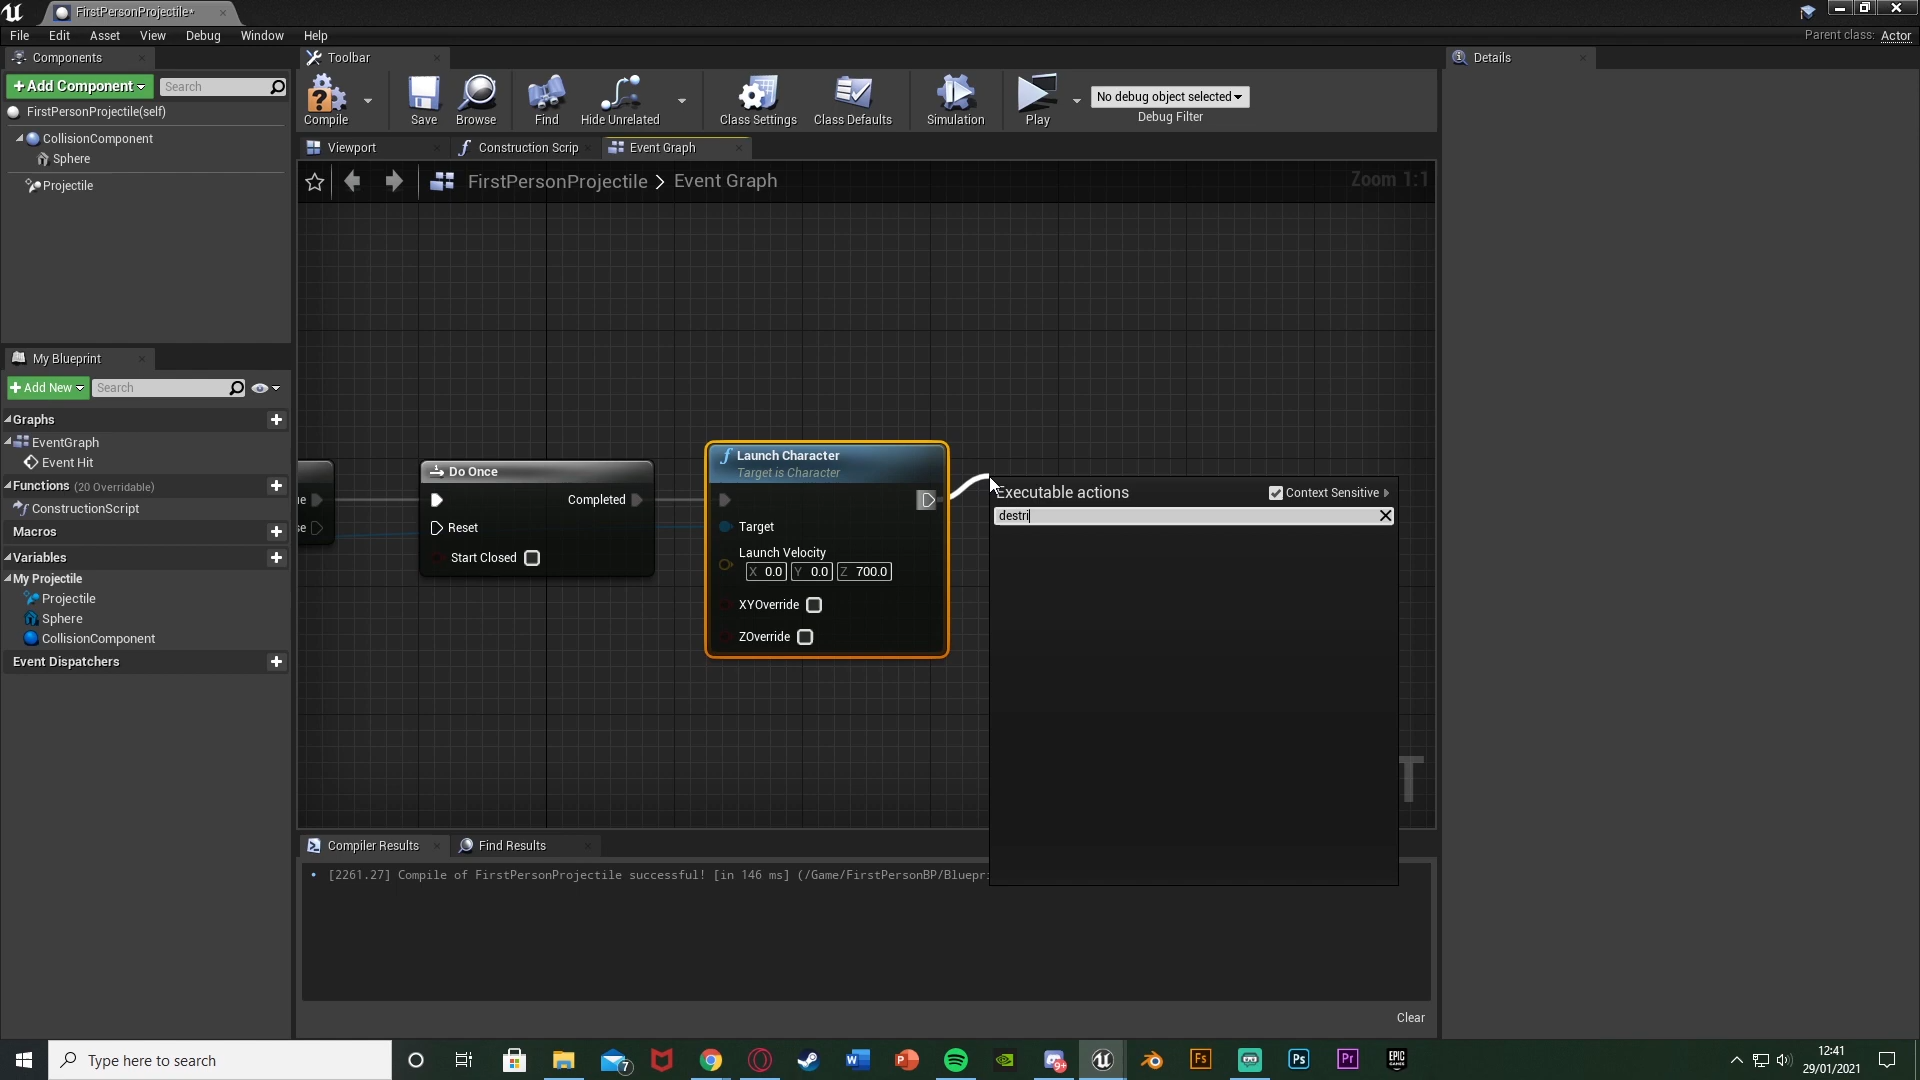 FirstPersonProjectile*
File Edit Asset View Debug Window Help
Parent class: Actor
Components
Toolbar
Details
+Add Component
Search
Compile
Save
Browse
Find
Hide Unrelated
Class Settings
Class Defaults
Simulation
Play
No debug object selected
Debug Filter
FirstPersonProjectile(self)
CollisionComponent
Sphere
Projectile
Viewport
Construction Scrip
Event Graph
FirstPersonProjectile > Event Graph
Zoom 1:1
My Blueprint
+Add New
Search
Graphs
EventGraph
Event Hit
Functions (20 Overridable)
ConstructionScript
Macros
Variables
My Projectile
Projectile
Sphere
CollisionComponent
Event Dispatchers
Do Once
Completed
Reset
Start Closed
Launch Character
Target is Character
Target
Launch Velocity
X 0.0 Y 0.0 Z 700.0
XYOverride
ZOverride
Executable actions
Context Sensitive
destri
Compiler Results
Find Results
[2261.27] Compile of FirstPersonProjectile successful! [in 146 ms] (/Game/FirstPersonBP/Bluepri
Clear
Type here to search
7
9+
12:41
29/01/2021